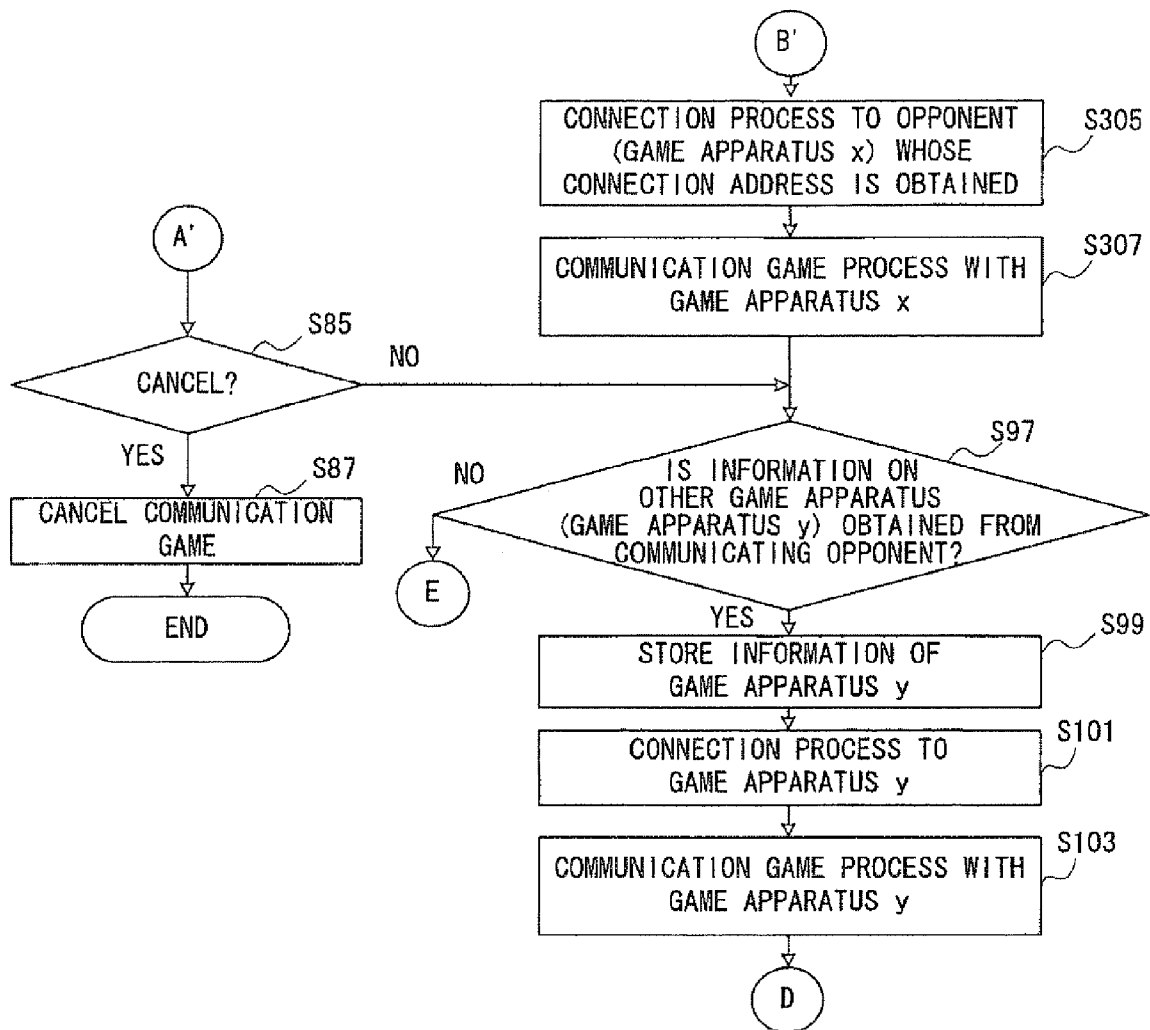 B'
CONNECTION PROCESS TO OPPONENT
(GAME APPARATUS x) WHOSE
CONNECTION ADDRESS IS OBTAINED
S305
COMMUNICATION GAME PROCESS WITH
GAME APPARATUS x
S307
A'
CANCEL?
S85
NO
YES
CANCEL COMMUNICATION
GAME
S87
END
IS INFORMATION ON
OTHER GAME APPARATUS
(GAME APPARATUS y) OBTAINED FROM
COMMUNICATING OPPONENT?
S97
NO
E
YES
STORE INFORMATION OF
GAME APPARATUS y
S99
CONNECTION PROCESS TO
GAME APPARATUS y
S101
COMMUNICATION GAME PROCESS WITH
GAME APPARATUS y
S103
D